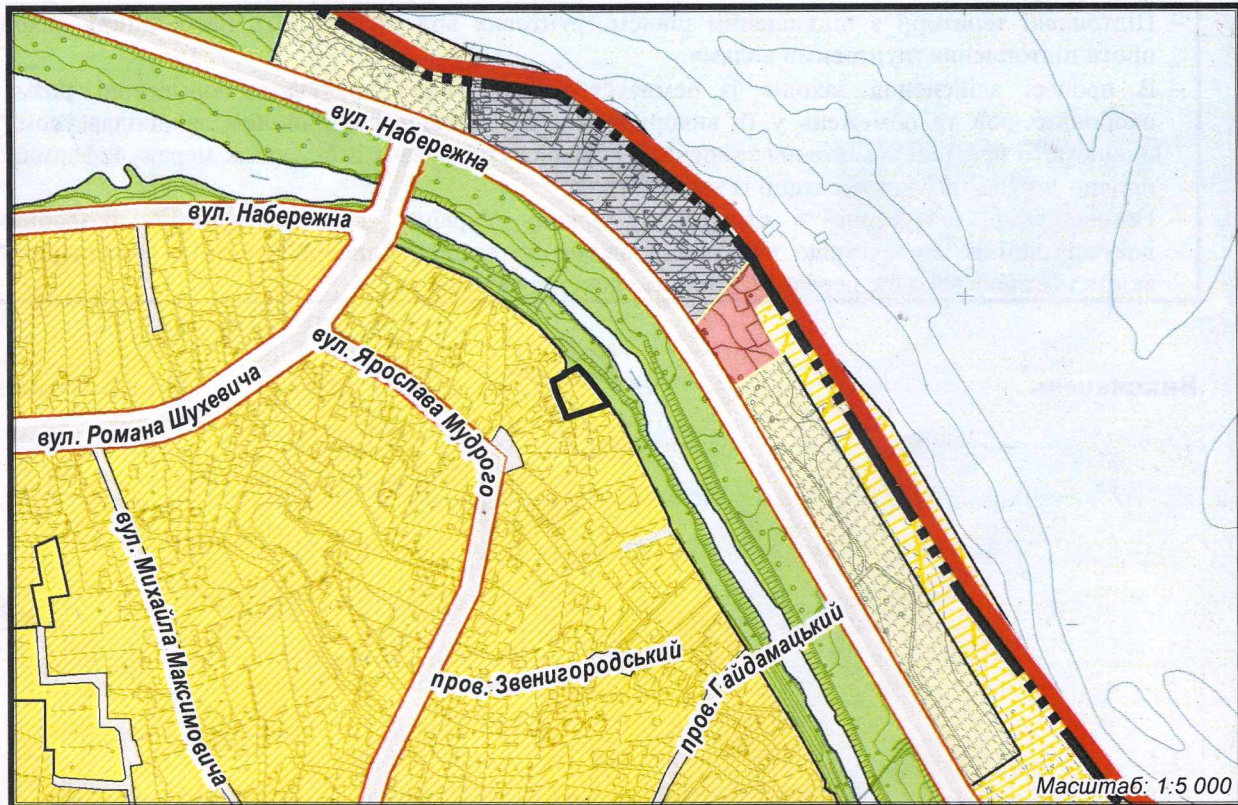 вул. Набережна
вул. Набережна
вул. Ярослава Мудрого
вул. Романа Шухевича
вул. Михайла Максимовича
пров. Звенигородський
пров. Гайдамацький
Масштаб: 1:5 000